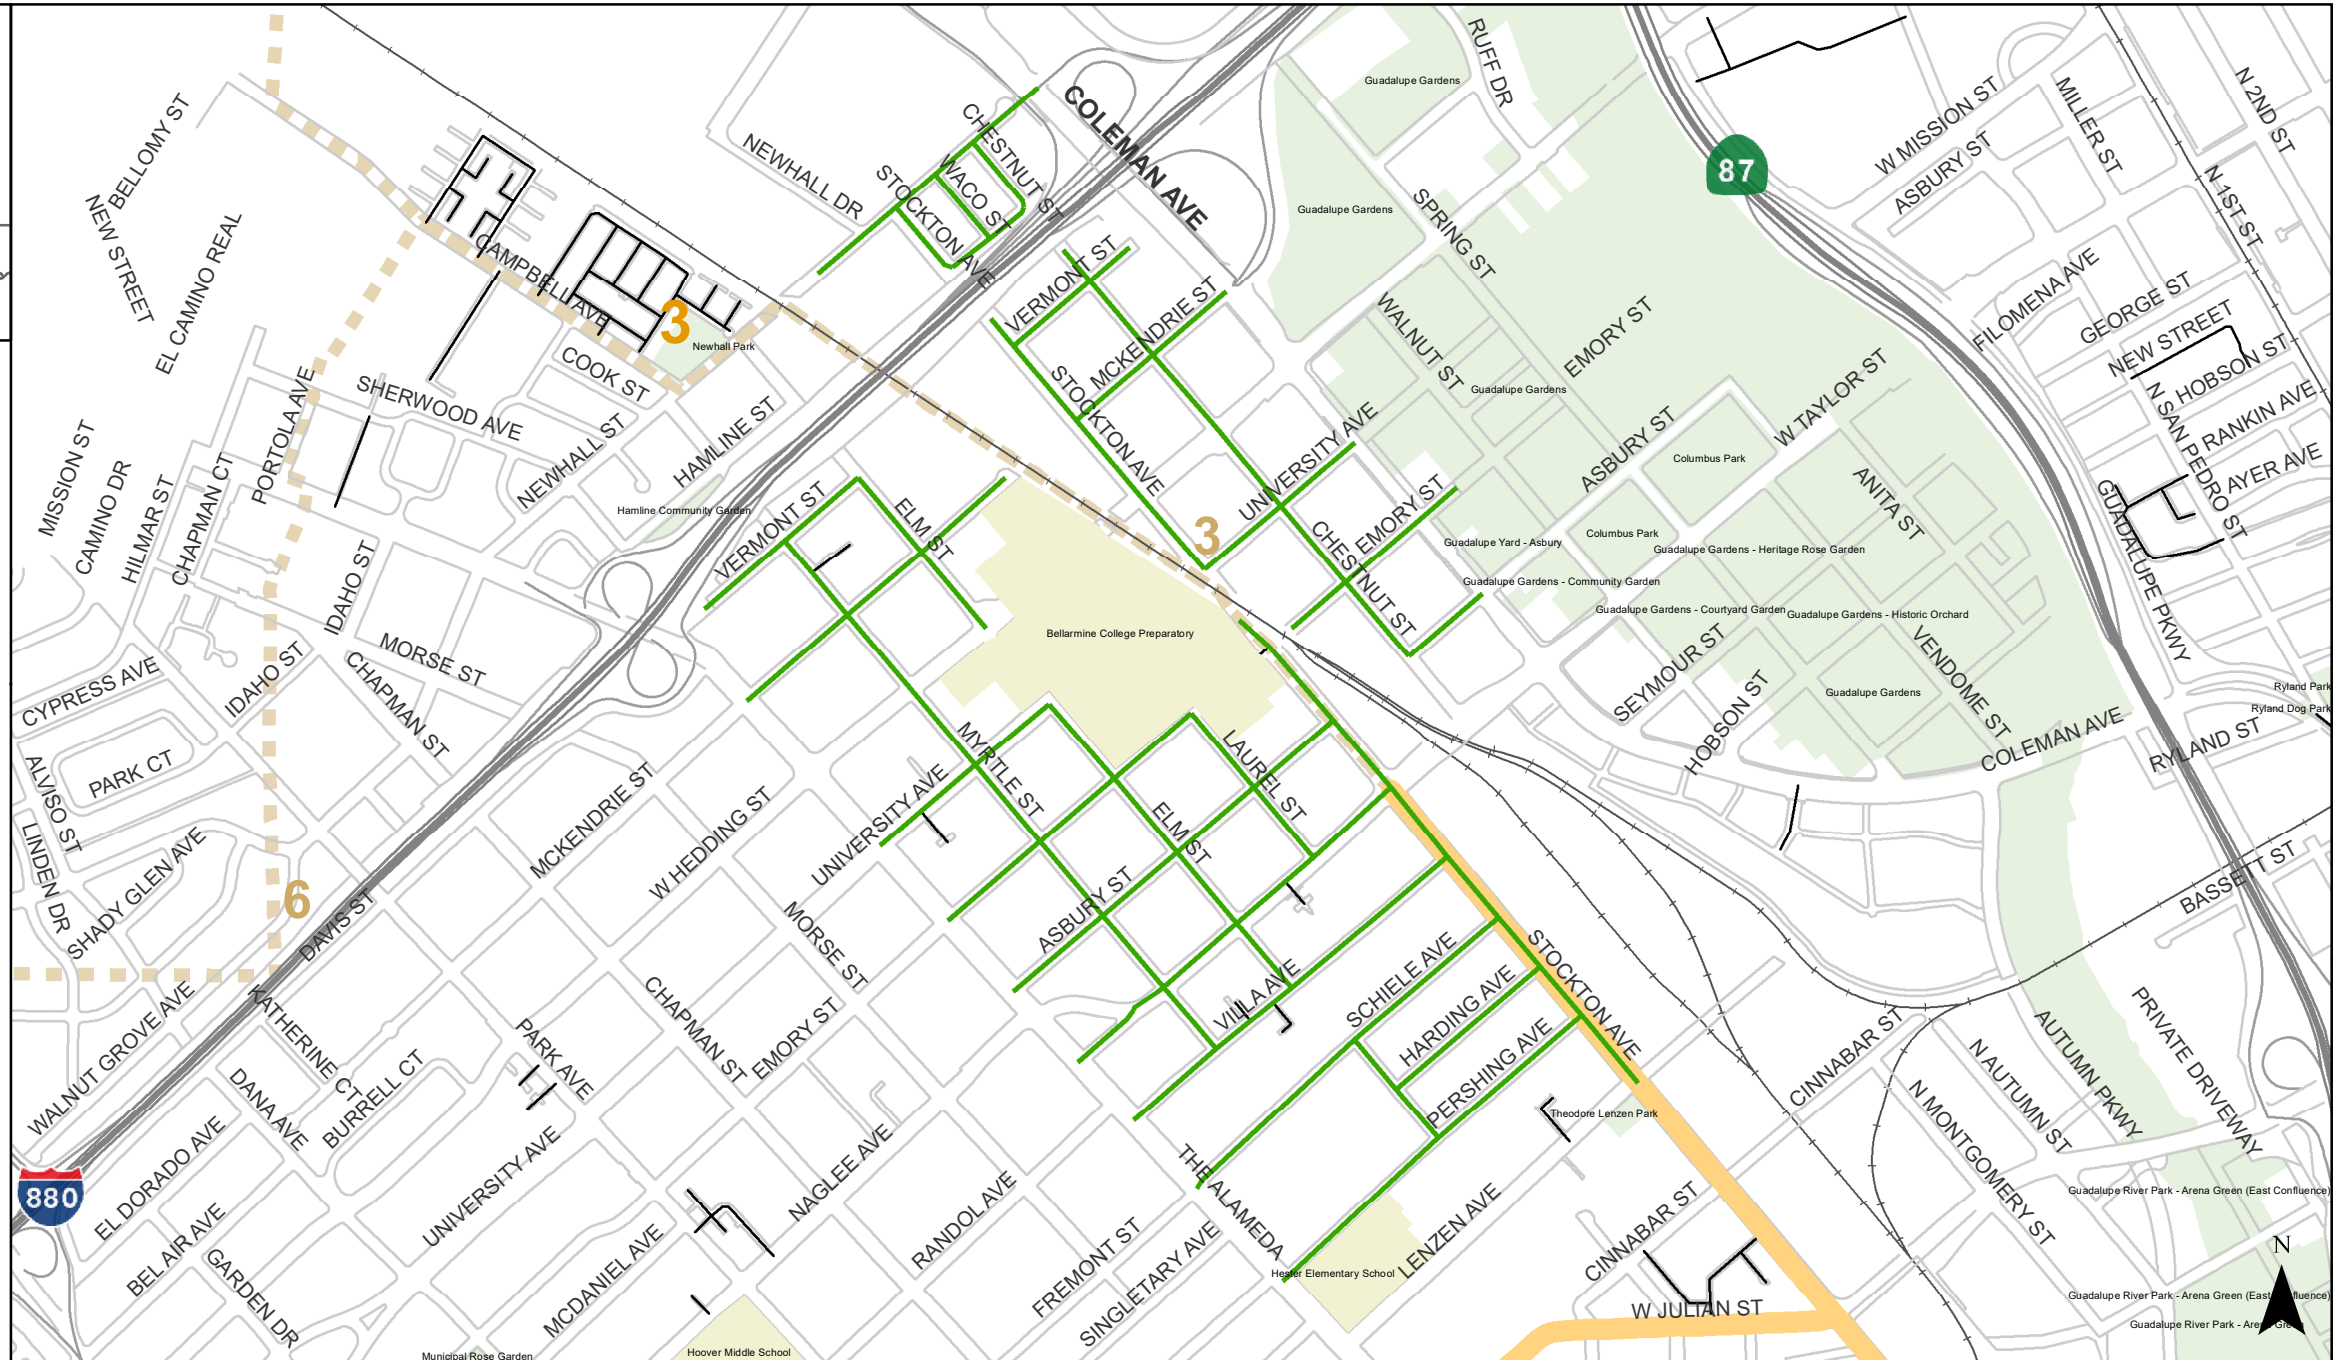 BELLOMY ST
NEW STREET
EL CAMINO REAL
MISSION ST
CAMINO DR
HILMAR ST
CHAPMAN CT
PORTOLA AVE
SHERWOOD AVE
CAMPBELL AVE
3
Newhall Park
COOK ST
NEWHALL ST
HAMLINE ST
Hamline Community Garden
NEWHALL DR
CHESTNUT ST
WACO ST
STOCKTON AVE
COLEMAN AVE
RUFF DR
Guadalupe Gardens
Guadalupe Gardens
SPRING ST
87
W MISSION ST
ASBURY ST
MILLER ST
N 2ND ST
N 1ST ST
FILOMENA AVE
GEORGE ST
NEW STREET
HOBSON ST
RANKIN AVE
AYER AVE
N SAN PEDRO ST
GUADALUPE PKWY
VERMONT ST
MCKENDRIE ST
STOCKTON AVE
WALNUT ST
EMORY ST
Guadalupe Gardens
W TAYLOR ST
ASBURY ST
Columbus Park
Columbus Park
ANITA ST
UNIVERSITY AVE
EMORY ST
CHESTNUT ST
3
Guadalupe Yard - Asbury
Guadalupe Gardens - Heritage Rose Garden
Guadalupe Gardens - Community Garden
Guadalupe Gardens - Courtyard Garden
Guadalupe Gardens - Historic Orchard
VENDOME ST
SEYMOUR ST
HOBSON ST
Guadalupe Gardens
COLEMAN AVE
RYLAND ST
Ryland Park
Ryland Dog Park
BASSETT ST
VERMONT ST
ELM ST
Bellarmine College Preparatory
IDAHO ST
IDAHO ST
MORSE ST
CHAPMAN ST
CYPRESS AVE
PARK CT
ALVISO ST
LINDEN DR
SHADY GLEN AVE
6
DAVIS ST
WALNUT GROVE AVE
KATHERINE CT
MCKENDRIE ST
W HEDDING ST
UNIVERSITY AVE
MYRTLE ST
LAUREL ST
ELM ST
ASBURY ST
MORSE ST
CHAPMAN ST
EMORY ST
VILLA AVE
SCHIELE AVE
HARDING AVE
PERSHING AVE
STOCKTON AVE
CINNABAR ST
N AUTUMN ST
AUTUMN PKWY
PRIVATE DRIVEWAY
N MONTGOMERY ST
Theodore Lenzen Park
PARK AVE
BURRELL CT
DANA AVE
EL DORADO AVE
880
BEL AIR AVE
GARDEN DR
UNIVERSITY AVE
MCDANIEL AVE
NAGLEE AVE
RANDOL AVE
FREMONT ST
SINGLETARY AVE
THE ALAMEDA
Hester Elementary School
LENZEN AVE
CINNABAR ST
W JULIAN ST
Guadalupe River Park - Arena Green (East Confluence)
N
Guadalupe River Park - Arena Green (East fluence)
Guadalupe River Park - Arena Green
Municipal Rose Garden
Hoover Middle School